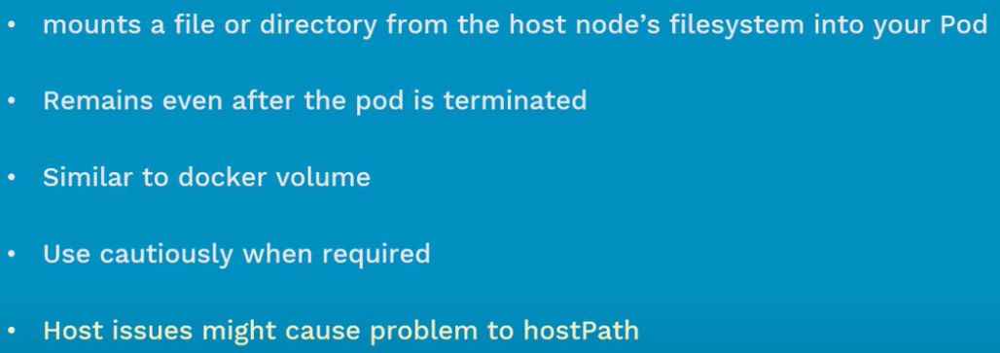 • mounts a file or directory from the host node’s filesystem into your Pod
• Remains even after the pod is terminated
• Similar to docker volume
• Use cautiously when required
• Host issues might cause problem to hostPath